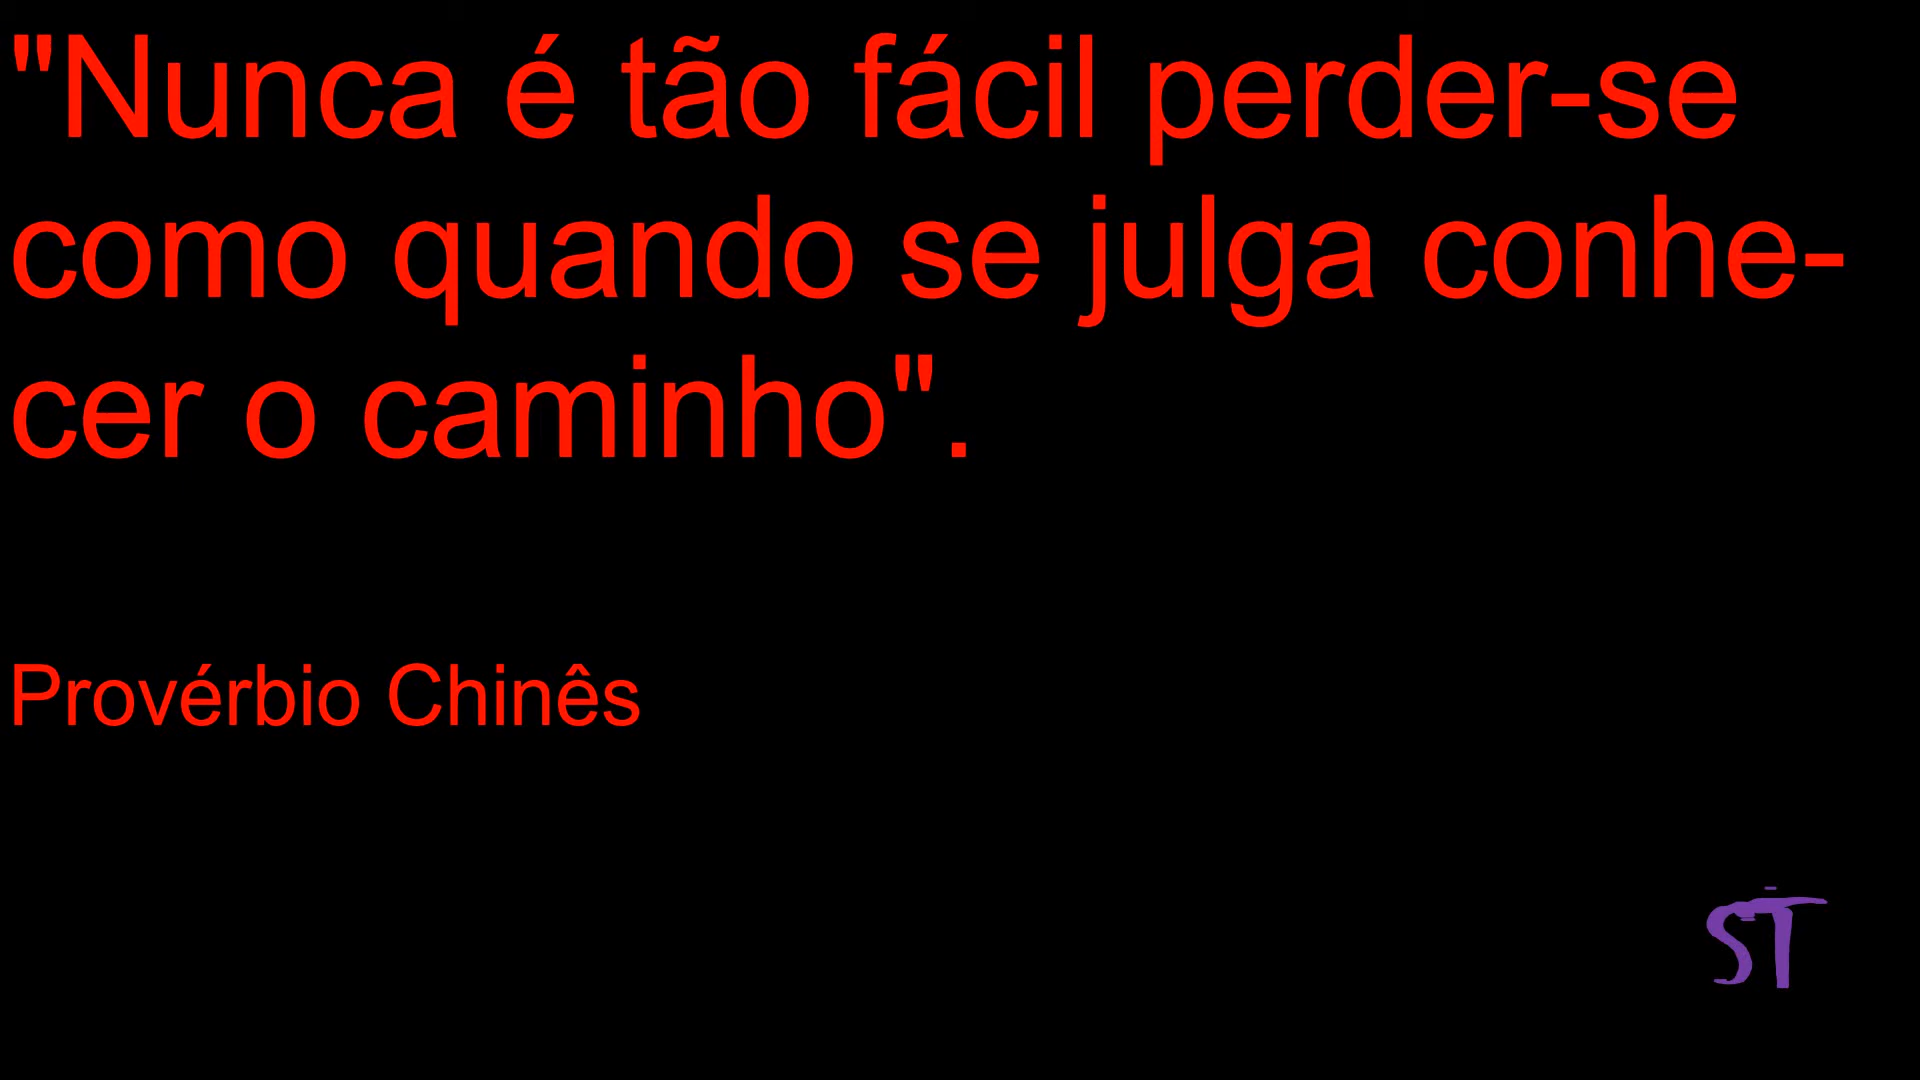 "Nunca é tão fácil perder-se
como quando se julga conhe-
cer o caminho".
Provérbio Chinês
ST